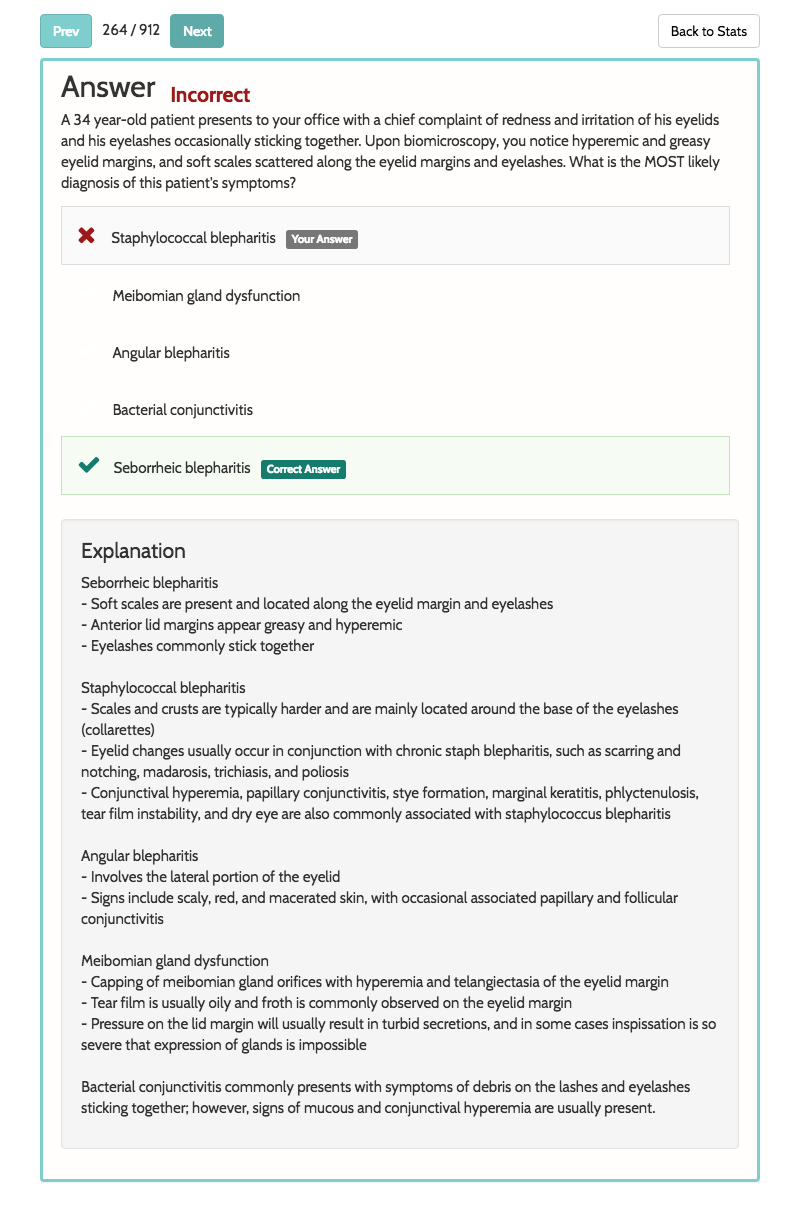 Prev 264 / 912 Next Back to Stats
Answer Incorrect
A 34 year-old patient presents to your office with a chief complaint of redness and irritation of his eyelids
and his eyelashes occasionally sticking together. Upon biomicroscopy, you notice hyperemic and greasy
eyelid margins, and soft scales scattered along the eyelid margins and eyelashes. What is the MOST likely
diagnosis of this patient's symptoms?
Staphylococcal blepharitis Your Answer
Meibomian gland dysfunction
Angular blepharitis
Bacterial conjunctivitis
Seborrheic blepharitis Correct Answer
Explanation
Seborrheic blepharitis
- Soft scales are present and located along the eyelid margin and eyelashes
- Anterior lid margins appear greasy and hyperemic
- Eyelashes commonly stick together
Staphylococcal blepharitis
- Scales and crusts are typically harder and are mainly located around the base of the eyelashes
(collarettes)
- Eyelid changes usually occur in conjunction with chronic staph blepharitis, such as scarring and
notching, madarosis, trichiasis, and poliosis
- Conjunctival hyperemia, papillary conjunctivitis, stye formation, marginal keratitis, phlyctenulosis,
tear film instability, and dry eye are also commonly associated with staphylococcus blepharitis
Angular blepharitis
- Involves the lateral portion of the eyelid
- Signs include scaly, red, and macerated skin, with occasional associated papillary and follicular
conjunctivitis
Meibomian gland dysfunction
- Capping of meibomian gland orifices with hyperemia and telangiectasia of the eyelid margin
- Tear film is usually oily and froth is commonly observed on the eyelid margin
- Pressure on the lid margin will usually result in turbid secretions, and in some cases inspissation is so
severe that expression of glands is impossible
Bacterial conjunctivitis commonly presents with symptoms of debris on the lashes and eyelashes
sticking together; however, signs of mucous and conjunctival hyperemia are usually present.